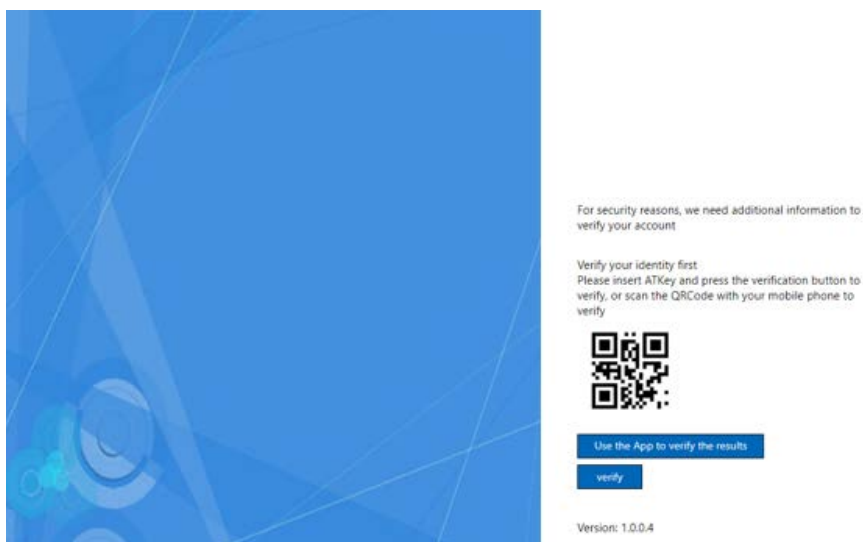 For security reasons, we need additional information to
verify your account
Verify your identity first
Please insert ATKey and press the verification button to
verify, or scan the QRCode with your mobile phone to
verify
Use the App to verify the results
verify
Version: 1.0.0.4